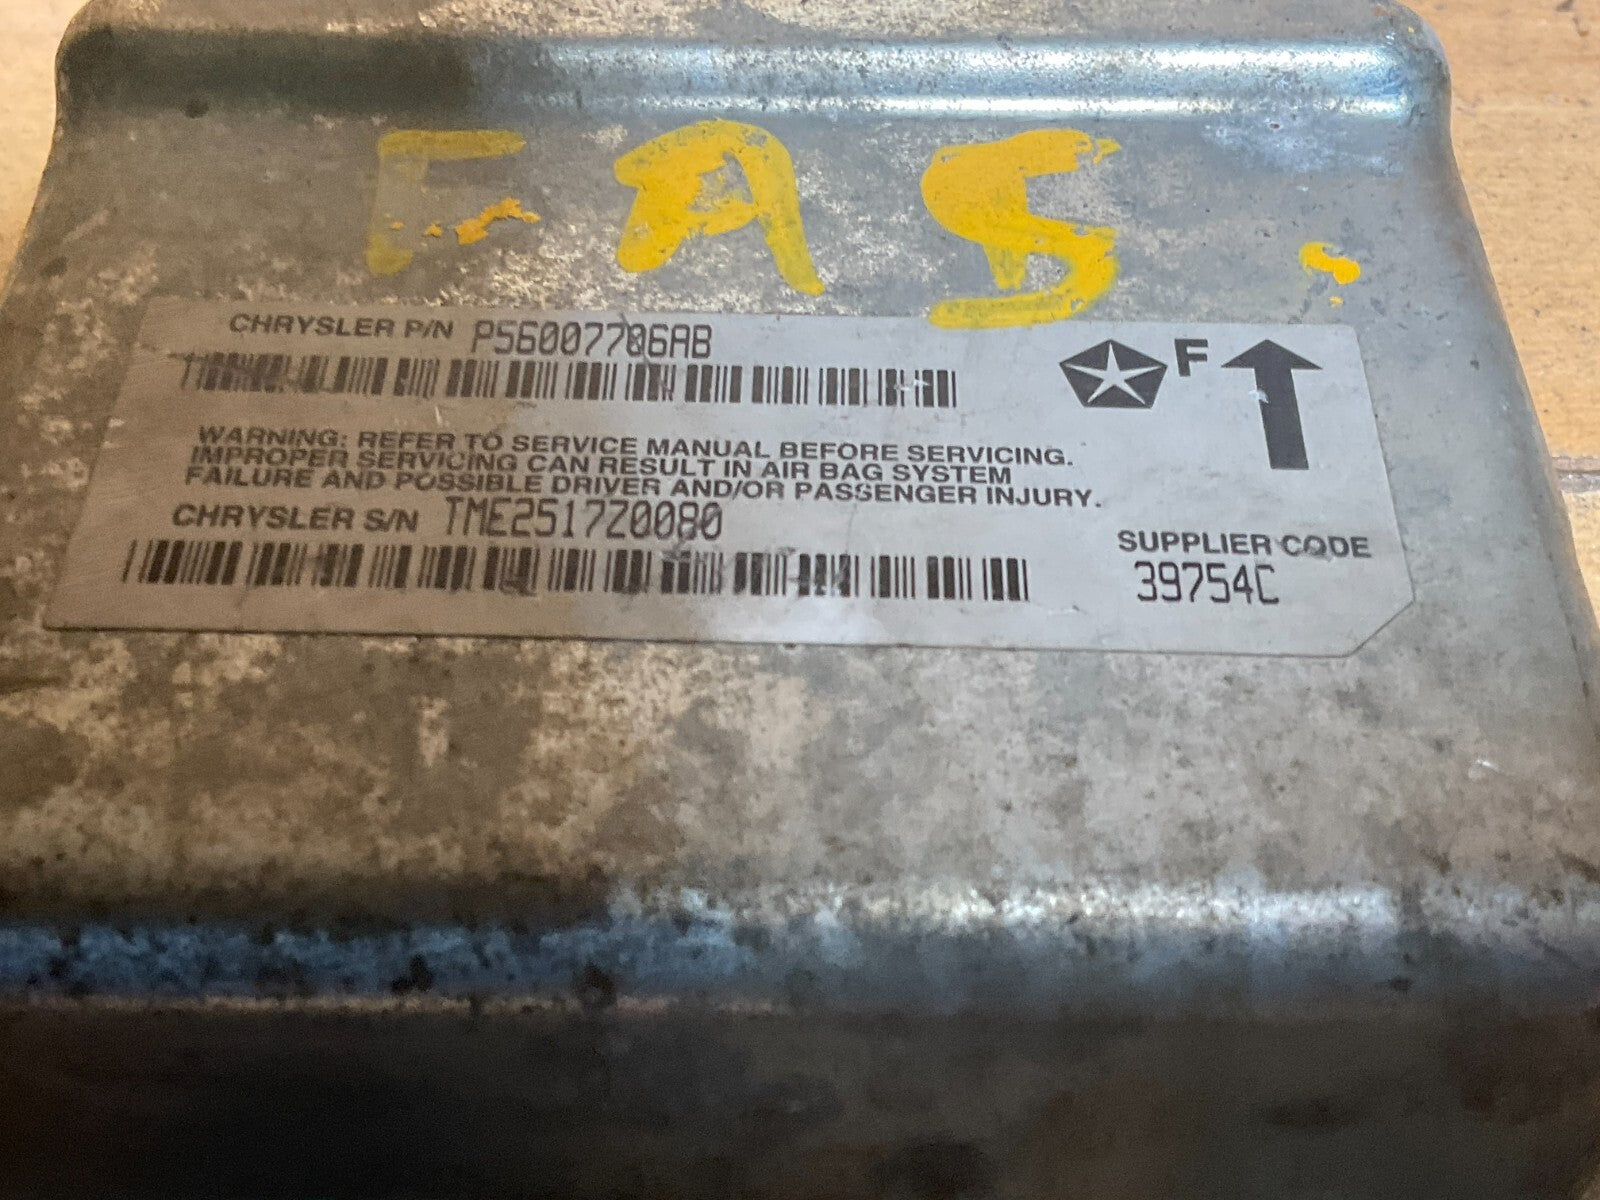 FAS
CHRYSLER P/N P56007706AB
F
WARNING: REFER TO SERVICE MANUAL BEFORE SERVICING.
IMPROPER SERVICING CAN RESULT IN AIR BAG SYSTEM
FAILURE AND POSSIBLE DRIVER AND/OR PASSENGER INJURY.
CHRYSLER S/N TME2517Z0080
SUPPLIER CODE
39754C